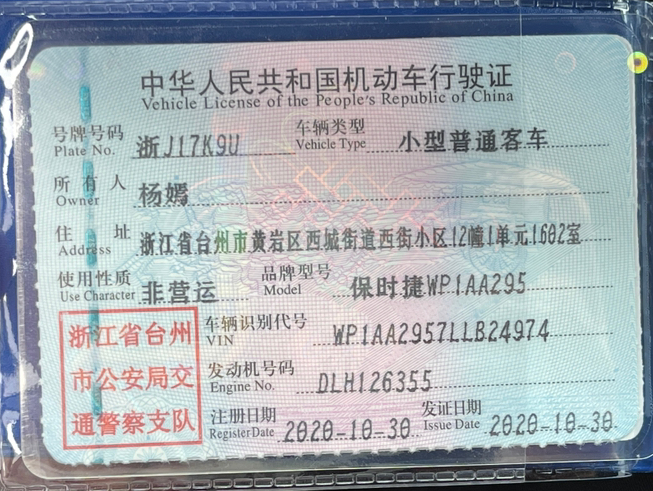 中华人民共和国机动车行驶证
Vehicle License of the People's Republic of China
号牌号码 浙J17K9U 车辆类型 小型普通客车
Plate No. Vehicle Type
所有人 杨嫣
Owner
住址 浙江省台州市黄岩区西城街道西街小区12幢1单元1602室
Address
使用性质 非营运 品牌型号 保时捷WP1AA295
Use Character Model
浙江省台州
市公安局交
通警察支队
车辆识别代号 WP1AA2957LLB24974
VIN
发动机号码 DLH126355
Engine No.
注册日期 2020-10-30 发证日期 2020-10-30
Register Date Issue Date